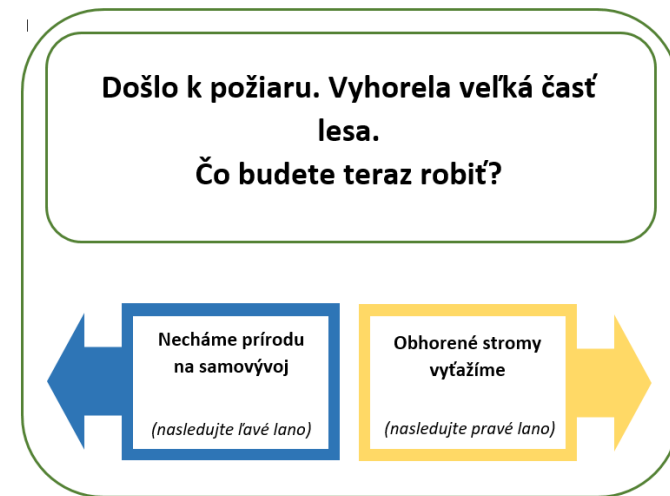 Došlo k požiaru. Vyhorela veľká časť
lesa.
Čo budete teraz robiť?
Necháme prírodu
na samovývoj
(nasledujte ľavé lano)
Obhorené stromy
vyťažíme
(nasledujte pravé lano)